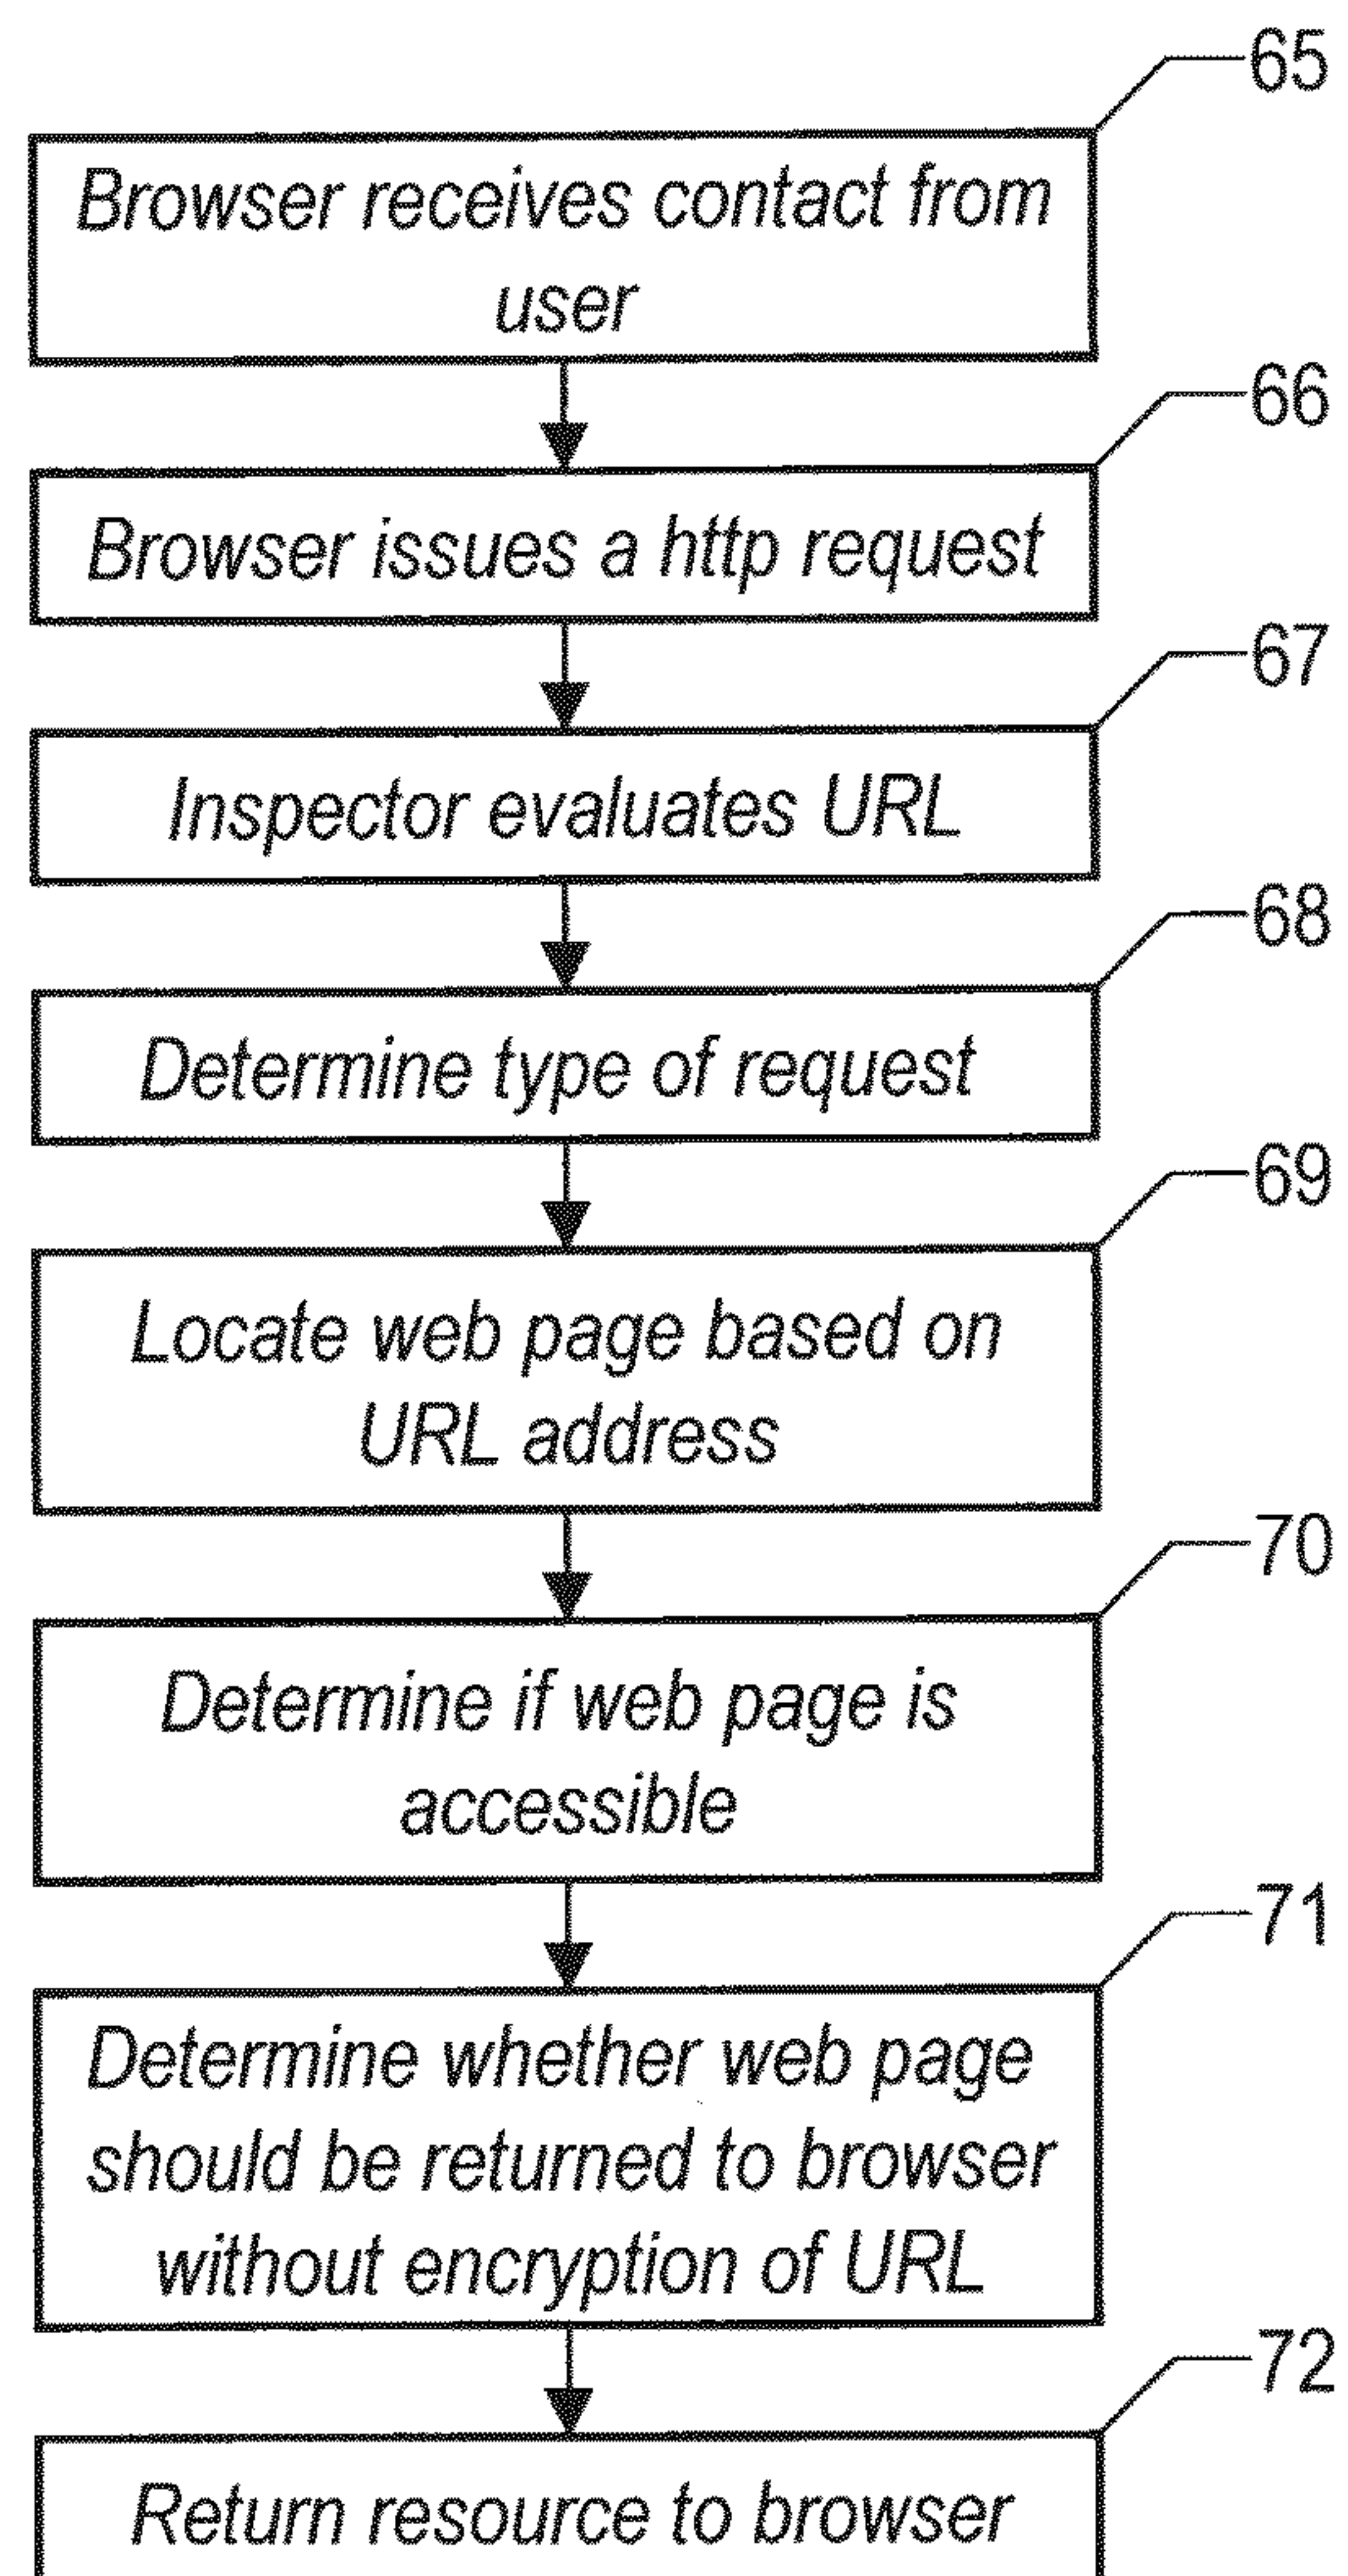 65
Browser receives contact from
user
66
Browser issues a http request
67
Inspector evaluates URL
68
Determine type of request
69
Locate web page based on
URL address
70
Determine if web page is
accessible
71
Determine whether web page
should be returned to browser
without encryption of URL
72
Return resource to browser